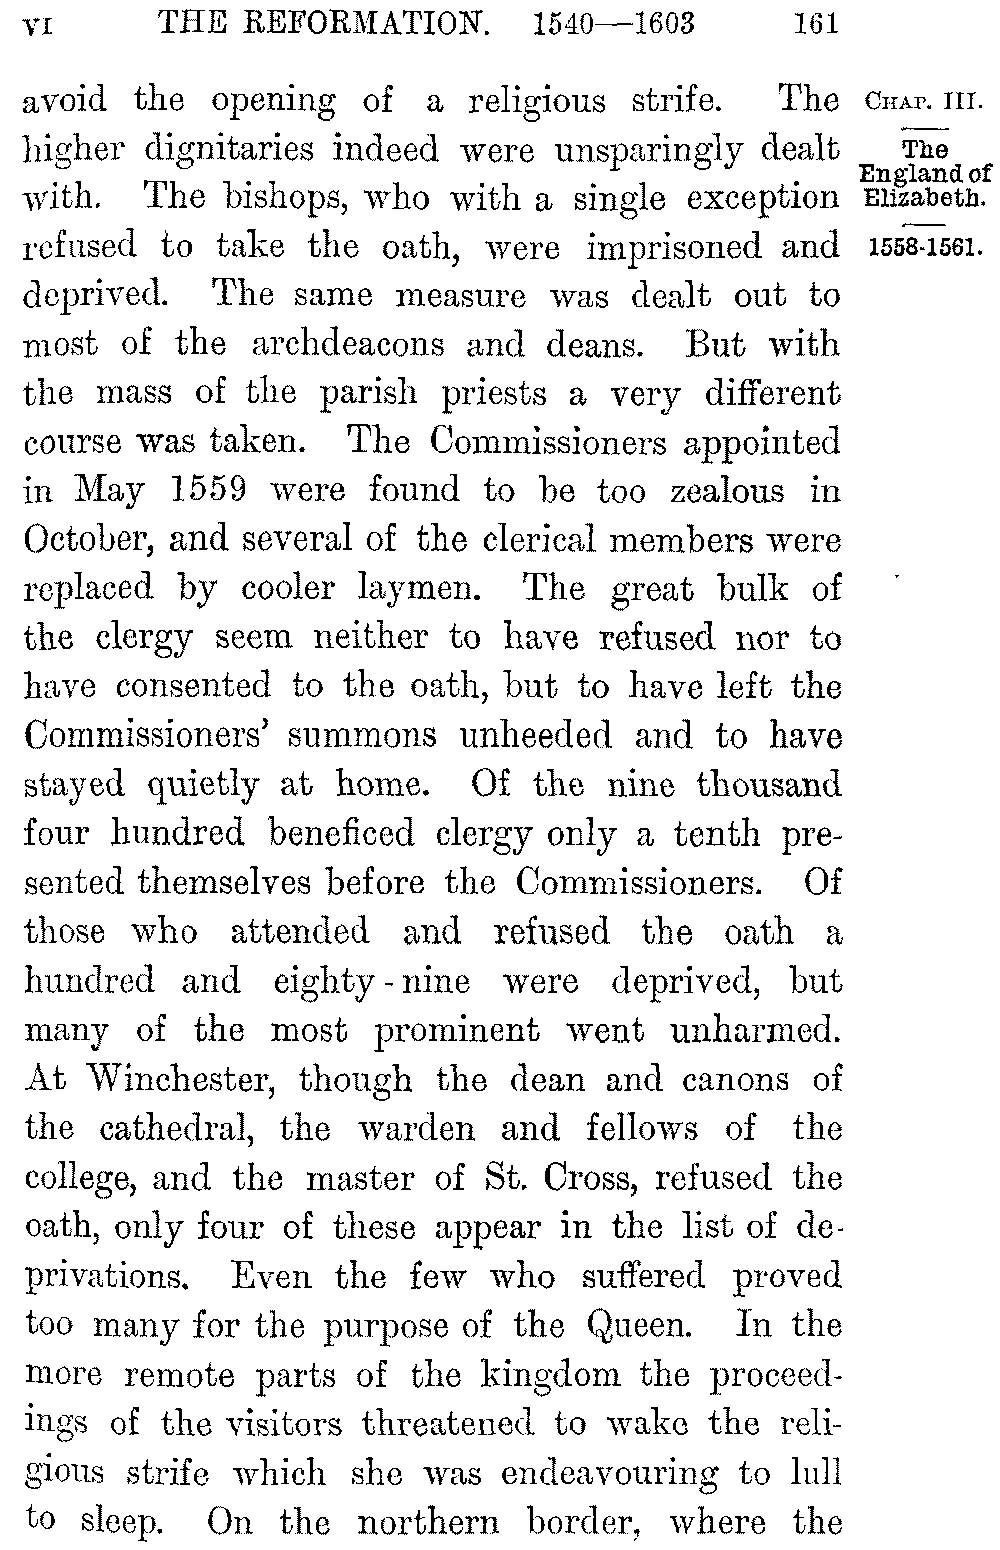 VI THE REFORMATION. 1540—1603 161
avoid the opening of a religious strife. The
higher dignitaries indeed were unsparingly dealt
with. The bishops, who with a single exception
refused to take the oath, were imprisoned and
deprived. The same measure was dealt out to
most of the archdeacons and deans. But with
the mass of the parish priests a very different
course was taken. The Commissioners appointed
in May 1559 were found to be too zealous in
October, and several of the clerical members were
replaced by cooler laymen. The great bulk of
the clergy seem neither to have refused nor to
have consented to the oath, but to have left the
Commissioners' summons unheeded and to have
stayed quietly at home. Of the nine thousand
four hundred beneficed clergy only a tenth pre-
sented themselves before the Commissioners. Of
those who attended and refused the oath a
hundred and eighty-nine were deprived, but
many of the most prominent went unharmed.
At Winchester, though the dean and canons of
the cathedral, the warden and fellows of the
college, and the master of St. Cross, refused the
oath, only four of these appear in the list of de-
privations. Even the few who suffered proved
too many for the purpose of the Queen. In the
more remote parts of the kingdom the proceed-
ings of the visitors threatened to wake the reli-
gious strife which she was endeavouring to lull
to sleep. On the northern border, where the
CHAP. III.
The
England of
Elizabeth.
1558-1561.